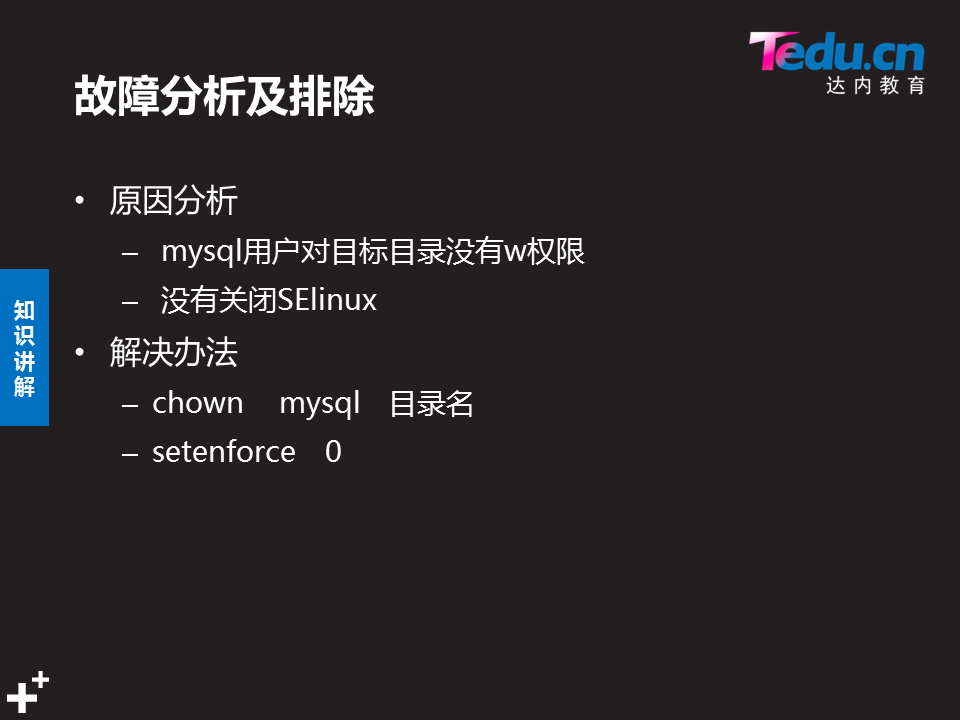 Tedu.cn
达内教育
故障分析及排除
• 原因分析
– mysql用户对目标目录没有w权限
– 没有关闭SElinux
• 解决办法
– chown mysql 目录名
– setenforce 0
知识讲解